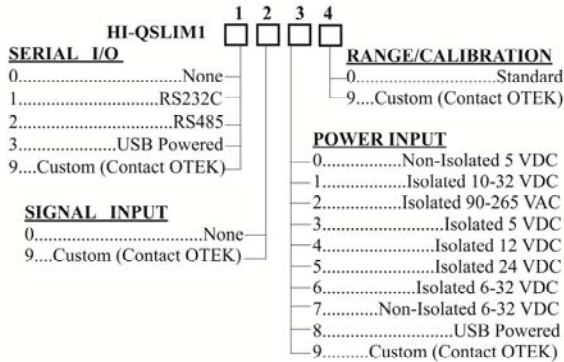 1 2 3 4
HI-QSLIM1
SERIAL I/O
0...............................None
1.........................RS232C
2...........................RS485
3.................USB Powered
9....Custom (Contact OTEK)
SIGNAL INPUT
0................................None
9....Custom (Contact OTEK)
RANGE/CALIBRATION
0...........................Standard
9....Custom (Contact OTEK)
POWER INPUT
0................Non-Isolated 5 VDC
1.................Isolated 10-32 VDC
2................Isolated 90-265 VAC
3........................Isolated 5 VDC
4......................Isolated 12 VDC
5......................Isolated 24 VDC
6...................Isolated 6-32 VDC
7............Non-Isolated 6-32 VDC
8..........................USB Powered
9............Custom (Contact OTEK)